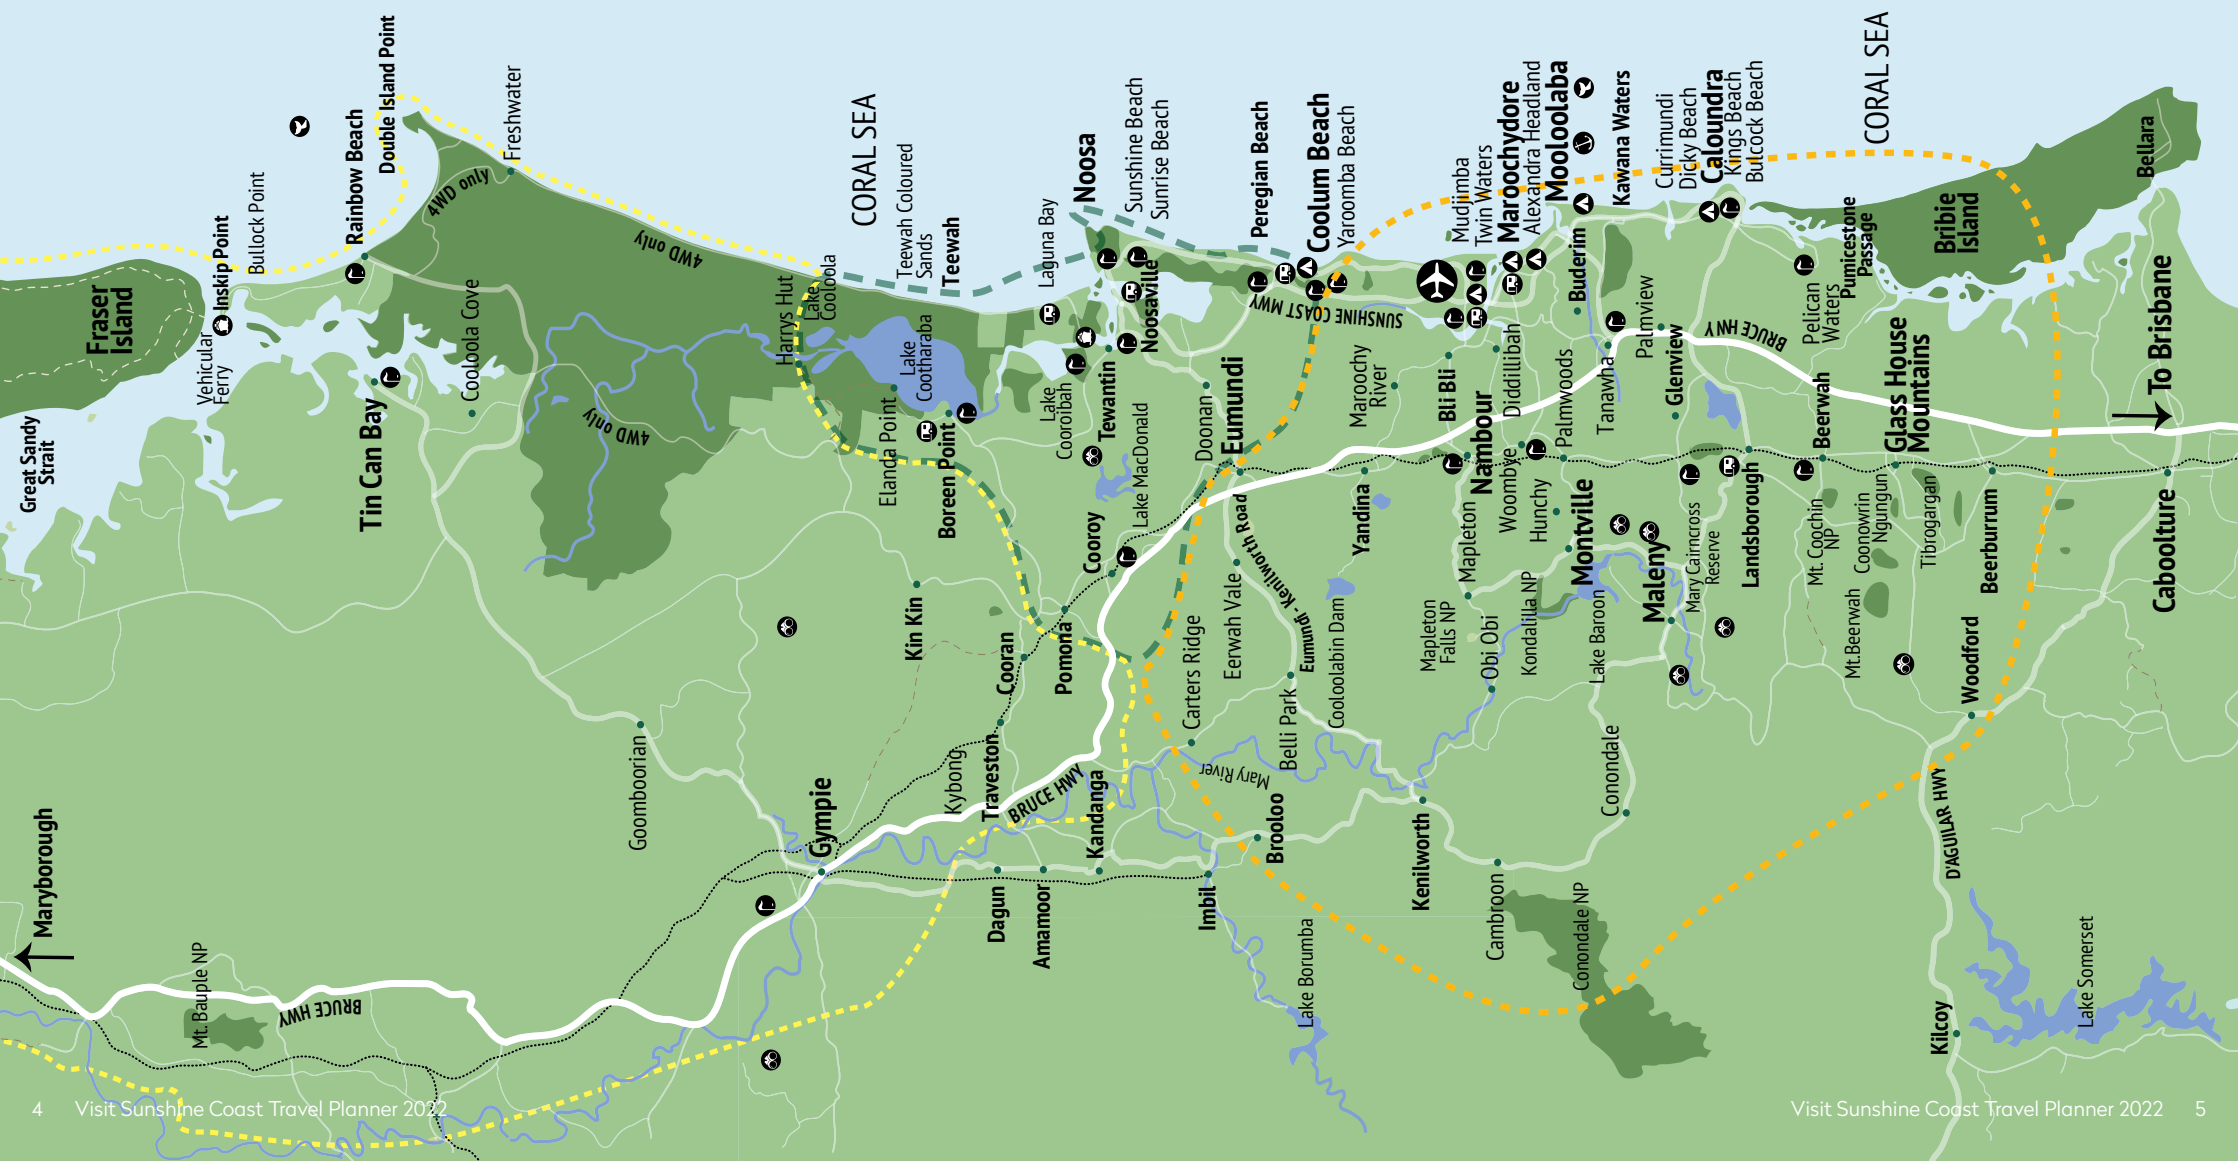 Great Sandy
Strait
Fraser
Island
Vehicular
Ferry
Inskip Point
Bullock Point
Rainbow Beach
Double Island Point
4WD only
Freshwater
Tin Can Bay
Cooloola Cove
4WD only
4WD only
CORAL SEA
Harrys Hut
Lake
Cooloola
Teewah Coloured
Sands
Teewah
Lake
Cootharaba
Elanda Point
Boreen Point
Laguna Bay
Noosa
Sunshine Beach
Sunrise Beach
Noosaville
Tewantin
Lake
Cooroibah
Lake MacDonald
Cooroy
Doonan
Eumundi
Peregian Beach
Coolum Beach
Yaroomba Beach
SUNSHINE COAST MWY
Maroochy
River
Mudjimba
Twin Waters
Maroochydore
Alexandra Headland
Mooloolaba
Kawana Waters
Buderim
Currimundi
Dicky Beach
Caloundra
Kings Beach
Bulcock Beach
CORAL SEA
Bli Bli
Nambour
Diddillibah
Woombye
Palmwoods
Tanawha
Palmview
Glenview
BRUCE HWY
Pelican
Waters
Pumicestone
Passage
Bribie
Island
Bellara
To Brisbane
Beerwah
Glass House
Mountains
Landsborough
Yandina
Mapleton
Hunchy
Montville
Maleny
Mary Cairncross
Reserve
Mt. Coochin
NP
Coonowrin
Ngungun
Tibrogargan
Beerburrum
Caboolture
Mt.Beerwah
Woodford
Kin Kin
Cooran
Pomona
Carters Ridge
Eerwah Vale
Eumundi - Kenilworth Road
Belli Park
Cooloolabin Dam
Mapleton
Falls NP
Obi Obi
Kondalilla NP
Lake Baroon
Goomboorian
Gympie
Kybong
Traveston
BRUCE HWY
Kandanga
Mary River
Brooloo
Kenilworth
Conondale
Cambroon
Conondale NP
DAGUILAR HWY
Maryborough
Mt. Bauple NP
BRUCE HWY
Dagun
Amamoor
Imbil
Lake Borumba
Kilcoy
Lake Somerset
4 Visit Sunshine Coast Travel Planner 2022
Visit Sunshine Coast Travel Planner 2022 5